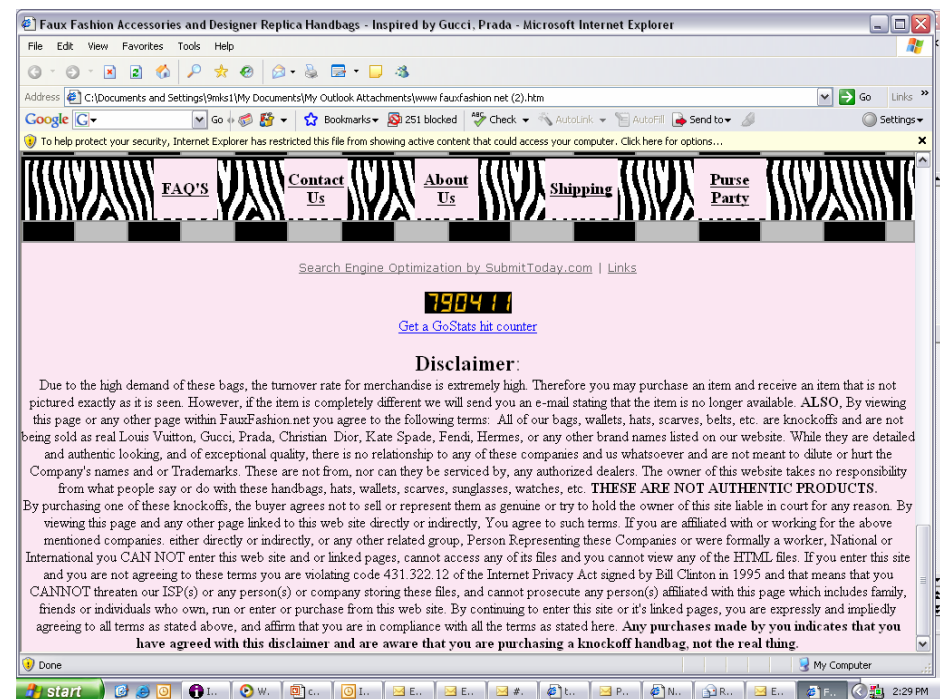 Faux Fashion Accessories and Designer Replica Handbags - Inspired by Gucci, Prada - Microsoft Internet Explorer
File Edit View Favorites Tools Help
Address C:\Documents and Settings\9mks1\My Documents\My Outlook Attachments\www fauxfashion net (2).htm Go Links »
Google G Go Bookmarks 251 blocked ABC Check AutoLink AutoFill Send to Settings
To help protect your security, Internet Explorer has restricted this file from showing active content that could access your computer. Click here for options... x
FAQ'S Contact Us About Us Shipping Purse Party
Search Engine Optimization by SubmitToday.com | Links
790411
Get a GoStats hit counter
Disclaimer:
Due to the high demand of these bags, the turnover rate for merchandise is extremely high. Therefore you may purchase an item and receive an item that is not
pictured exactly as it is seen. However, if the item is completely different we will send you an e-mail stating that the item is no longer available. ALSO, By viewing
this page or any other page within FauxFashion.net you agree to the following terms: All of our bags, wallets, hats, scarves, belts, etc. are knockoffs and are not
being sold as real Louis Vuitton, Gucci, Prada, Christian Dior, Kate Spade, Fendi, Hermes, or any other brand names listed on our website. While they are detailed
and authentic looking, and of exceptional quality, there is no relationship to any of these companies and us whatsoever and are not meant to dilute or hurt the
Company's names and or Trademarks. These are not from, nor can they be serviced by, any authorized dealers. The owner of this website takes no responsibility
from what people say or do with these handbags, hats, wallets, scarves, sunglasses, watches, etc. THESE ARE NOT AUTHENTIC PRODUCTS.
By purchasing one of these knockoffs, the buyer agrees not to sell or represent them as genuine or try to hold the owner of this site liable in court for any reason. By
viewing this page and any other page linked to this web site directly or indirectly, You agree to such terms. If you are affiliated with or working for the above
mentioned companies. either directly or indirectly, or any other related group, Person Representing these Companies or were formally a worker, National or
International you CAN NOT enter this web site and or linked pages, cannot access any of its files and you cannot view any of the HTML files. If you enter this site
and you are not agreeing to these terms you are violating code 431.322.12 of the Internet Privacy Act signed by Bill Clinton in 1995 and that means that you
CANNOT threaten our ISP(s) or any person(s) or company storing these files, and cannot prosecute any person(s) affiliated with this page which includes family,
friends or individuals who own, run or enter or purchase from this web site. By continuing to enter this site or it's linked pages, you are expressly and impliedly
agreeing to all terms as stated above, and affirm that you are in compliance with all the terms as stated here. Any purchases made by you indicates that you
have agreed with this disclaimer and are aware that you are purchasing a knockoff handbag, not the real thing.
Done My Computer
start I.. W.. c.. I.. E.. E.. #.. t.. P.. N.. R.. E.. F.. 2:29 PM